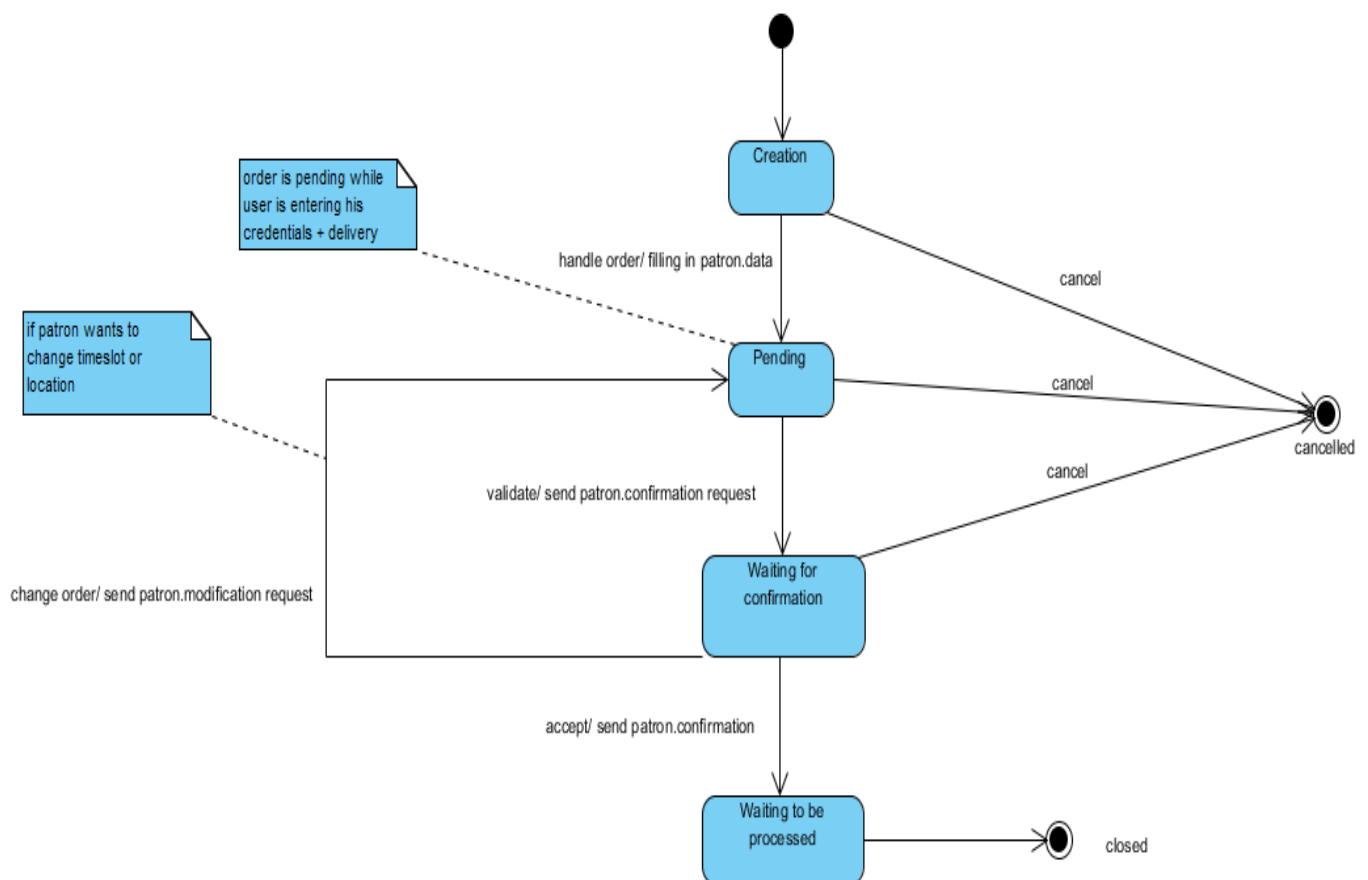 Creation
order is pending while
user is entering his
credentials + delivery
handle order/ filling in patron.data
cancel
if patron wants to
change timeslot or
location
Pending
cancel
cancelled
validate/ send patron.confirmation request
cancel
Waiting for
confirmation
change order/ send patron.modification request
accept/ send patron.confirmation
Waiting to be
processed
closed